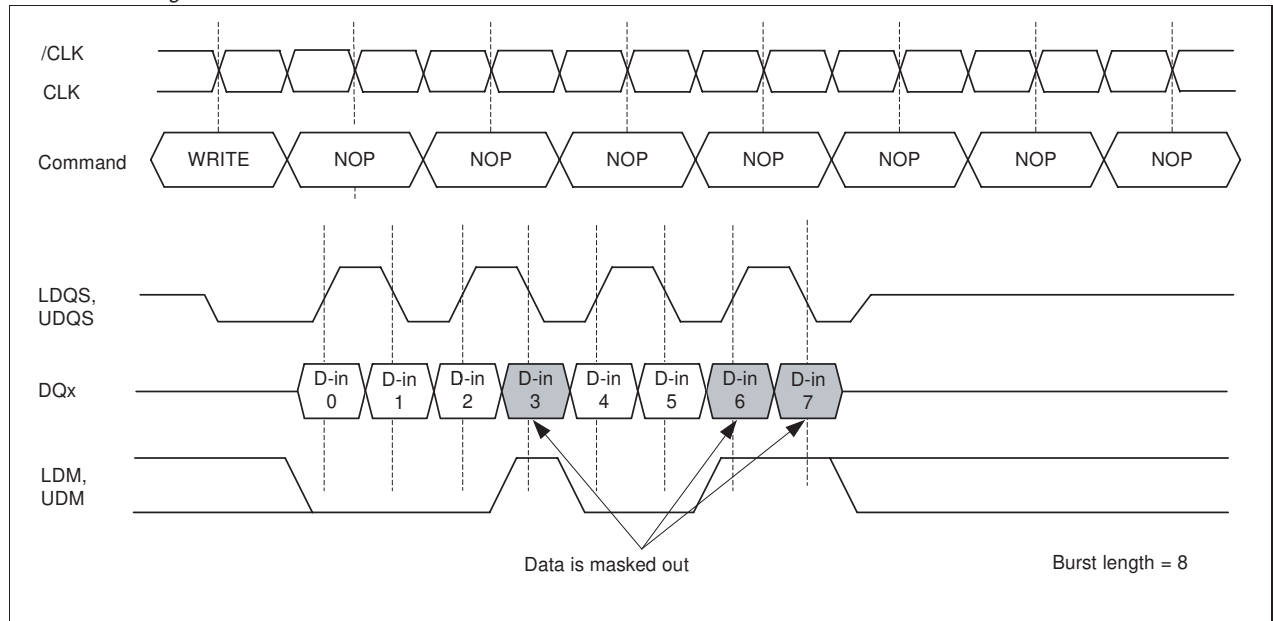 /CLK
CLK
Command WRITE NOP NOP NOP NOP NOP NOP NOP
LDQS,
UDQS
DQx
D-in D-in D-in D-in D-in D-in D-in D-in
0 1 2 3 4 5 6 7
LDM,
UDM
Data is masked out
Burst length = 8